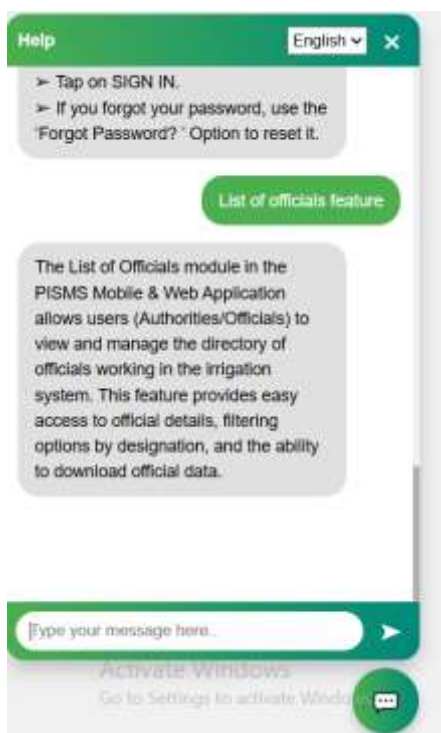 Help
English
➢ Tap on SIGN IN.
➢ If you forgot your password, use the
‘Forgot Password? ’ Option to reset it.
List of officials feature
The List of Officials module in the
PISMS Mobile & Web Application
allows users (Authorities/Officials) to
view and manage the directory of
officials working in the irrigation
system. This feature provides easy
access to official details, filtering
options by designation, and the ability
to download official data.
Type your message here...
Activate Windows
Go to Settings to activate